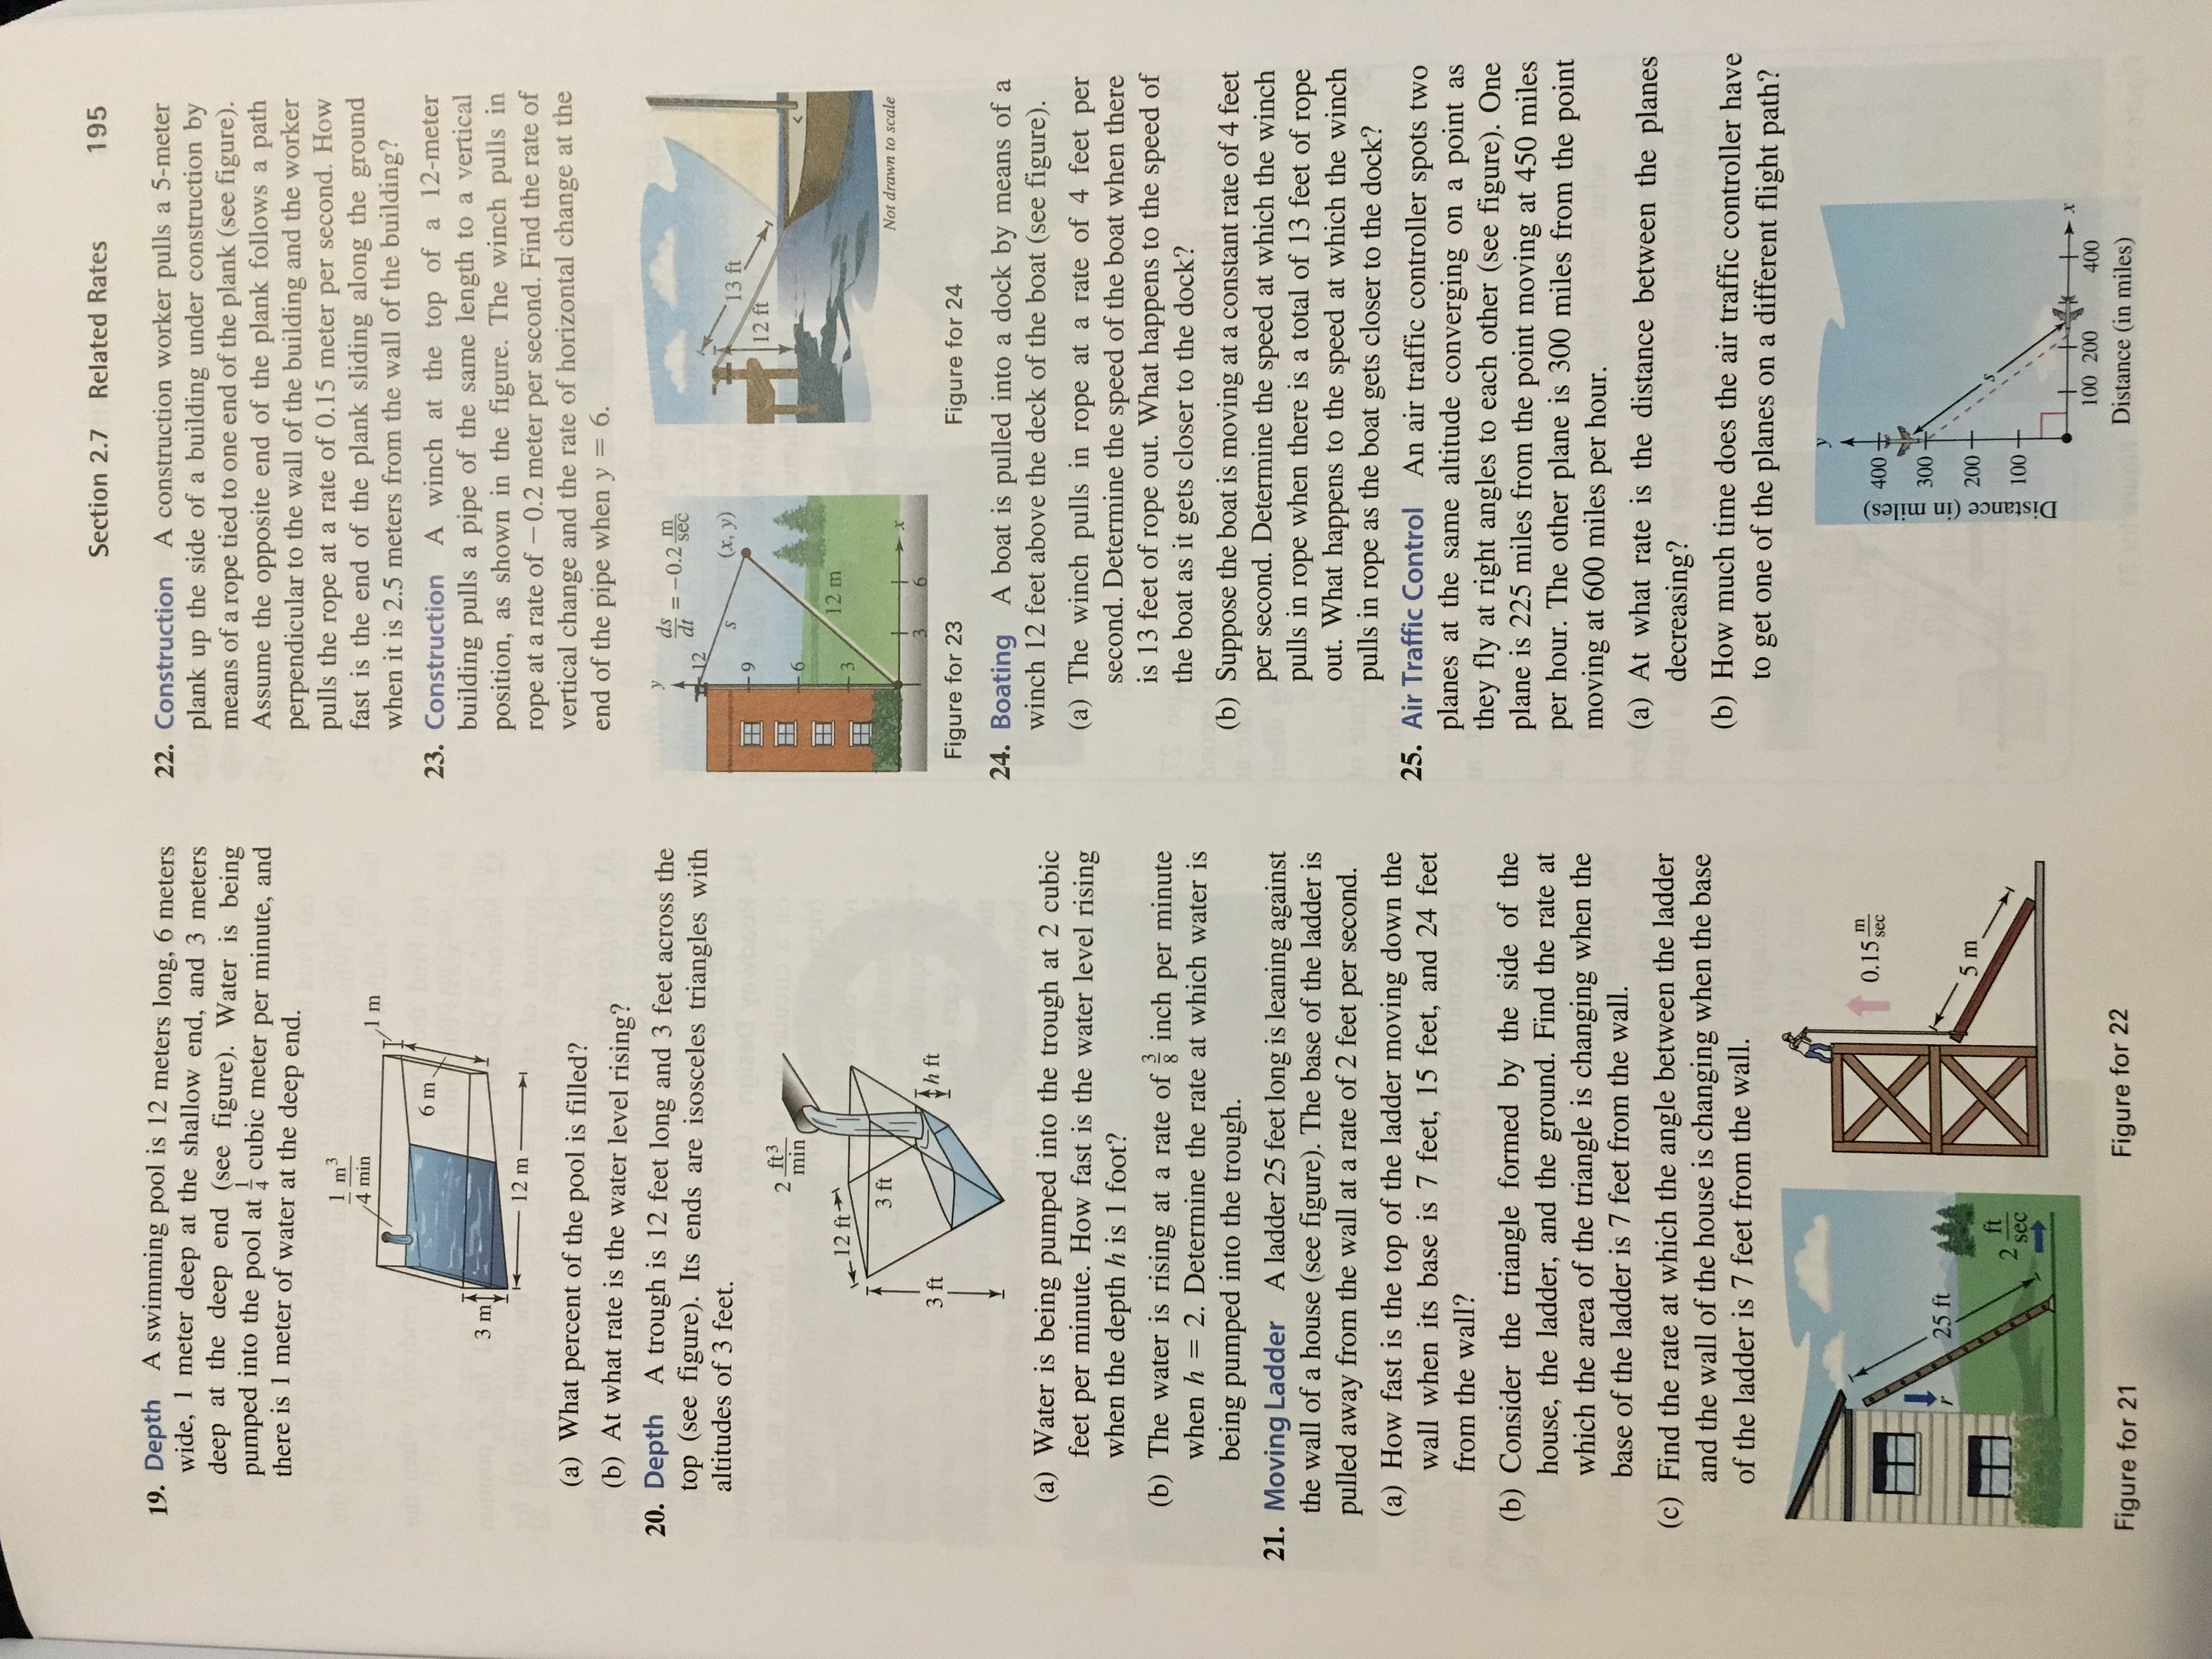 Section 2.7 Related Rates 195
19. Depth A swimming pool is 12 meters long, 6 meters
wide, 1 meter deep at the shallow end, and 3 meters
deep at the deep end (see figure). Water is being
pumped into the pool at 1/4 cubic meter per minute, and
there is 1 meter of water at the deep end.
1/4 m³/min
1 m
6 m
3 m
12 m
(a) What percent of the pool is filled?
(b) At what rate is the water level rising?
20. Depth A trough is 12 feet long and 3 feet across the
top (see figure). Its ends are isosceles triangles with
altitudes of 3 feet.
2 ft³/min
12 ft
3 ft
3 ft
h ft
(a) Water is being pumped into the trough at 2 cubic
feet per minute. How fast is the water level rising
when the depth h is 1 foot?
(b) The water is rising at a rate of 3/8 inch per minute
when h = 2. Determine the rate at which water is
being pumped into the trough.
21. Moving Ladder A ladder 25 feet long is leaning against
the wall of a house (see figure). The base of the ladder is
pulled away from the wall at a rate of 2 feet per second.
(a) How fast is the top of the ladder moving down the
wall when its base is 7 feet, 15 feet, and 24 feet
from the wall?
(b) Consider the triangle formed by the side of the
house, the ladder, and the ground. Find the rate at
which the area of the triangle is changing when the
base of the ladder is 7 feet from the wall.
(c) Find the rate at which the angle between the ladder
and the wall of the house is changing when the base
of the ladder is 7 feet from the wall.
r
25 ft
2 ft/sec
Figure for 21
0.15 m/sec
5 m
Figure for 22
22. Construction A construction worker pulls a 5-meter
plank up the side of a building under construction by
means of a rope tied to one end of the plank (see figure).
Assume the opposite end of the plank follows a path
perpendicular to the wall of the building and the worker
pulls the rope at a rate of 0.15 meter per second. How
fast is the end of the plank sliding along the ground
when it is 2.5 meters from the wall of the building?
23. Construction A winch at the top of a 12-meter
building pulls a pipe of the same length to a vertical
position, as shown in the figure. The winch pulls in
rope at a rate of −0.2 meter per second. Find the rate of
vertical change and the rate of horizontal change at the
end of the pipe when y = 6.
y
ds/dt = −0.2 m/sec
12
s
(x, y)
9
6
12 m
3
x
3 6
Figure for 23
13 ft
12 ft
Not drawn to scale
Figure for 24
24. Boating A boat is pulled into a dock by means of a
winch 12 feet above the deck of the boat (see figure).
(a) The winch pulls in rope at a rate of 4 feet per
second. Determine the speed of the boat when there
is 13 feet of rope out. What happens to the speed of
the boat as it gets closer to the dock?
(b) Suppose the boat is moving at a constant rate of 4 feet
per second. Determine the speed at which the winch
pulls in rope when there is a total of 13 feet of rope
out. What happens to the speed at which the winch
pulls in rope as the boat gets closer to the dock?
25. Air Traffic Control An air traffic controller spots two
planes at the same altitude converging on a point as
they fly at right angles to each other (see figure). One
plane is 225 miles from the point moving at 450 miles
per hour. The other plane is 300 miles from the point
moving at 600 miles per hour.
(a) At what rate is the distance between the planes
decreasing?
(b) How much time does the air traffic controller have
to get one of the planes on a different flight path?
y
Distance (in miles)
400
300
200
100
s
x
100 200 400
Distance (in miles)